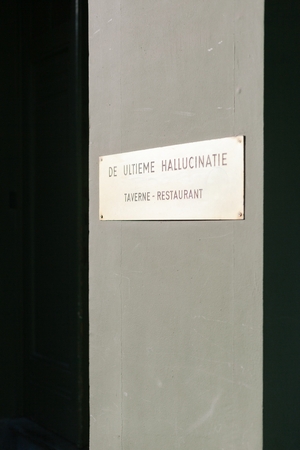 DE ULTIEME HALLUCINATIE
TAVERNE - RESTAURANT